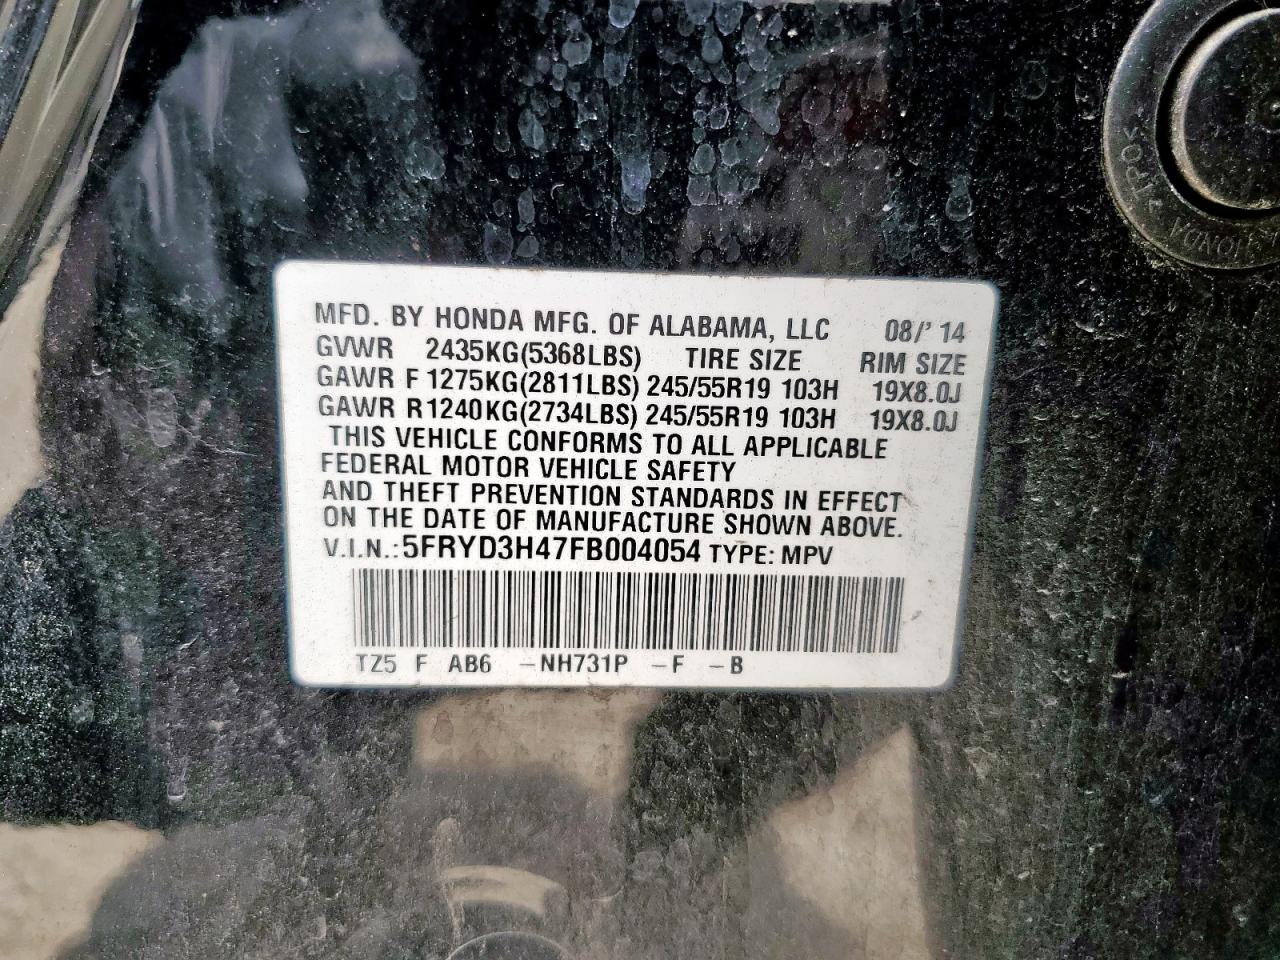 MFD. BY HONDA MFG. OF ALABAMA, LLC 08/' 14
GVWR 2435KG(5368LBS) TIRE SIZE RIM SIZE
GAWR F 1275KG(2811LBS) 245/55R19 103H 19X8.0J
GAWR R1240KG(2734LBS) 245/55R19 103H 19X8.0J
THIS VEHICLE CONFORMS TO ALL APPLICABLE
FEDERAL MOTOR VEHICLE SAFETY
AND THEFT PREVENTION STANDARDS IN EFFECT
ON THE DATE OF MANUFACTURE SHOWN ABOVE.
V.I.N.:5FRYD3H47FB004054 TYPE: MPV
TZ5 F AB6 -NH731P -F -B